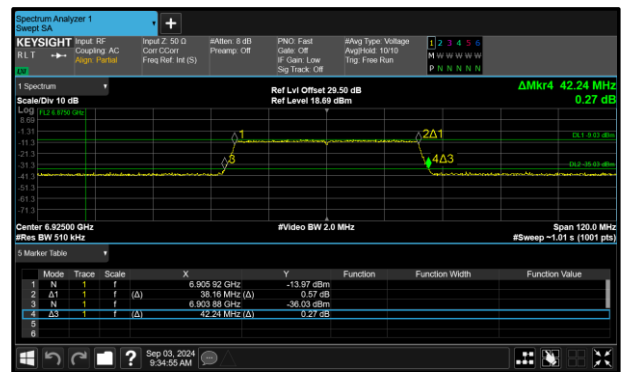 Spectrum Analyzer 1
Swept SA
+
KEYSIGHT Input: RF Input Z: 50 Ω #Atten: 8 dB PNO: Fast #Avg Type: Voltage 1 2 3 4 5 6
RLT Coupling: AC Corr CCorr Preamp: Off Gate: Off Avg|Hold: 10/10 M W W W W W
Align: Partial Freq Ref: Int (S) IF Gain: Low Trig: Free Run
Sig Track: Off P N N N N N
1 Spectrum Ref Lvl Offset 29.50 dB ΔMkr4 42.24 MHz
Scale/Div 10 dB Ref Level 18.69 dBm 0.27 dB
Log
8.69
-1.31
-11.3
-21.3
-31.3
-41.3
-51.3
-61.3
-71.3
1
2Δ1
DL1 -9.03 dBm
3
4Δ3
DL2 -35.03 dBm
Center 6.92500 GHz #Video BW 2.0 MHz Span 120.0 MHz
#Res BW 510 kHz #Sweep ~1.01 s (1001 pts)
5 Marker Table
Mode Trace Scale X Y Function Function Width Function Value
1 N 1 f 6.905 92 GHz -13.97 dBm
2 Δ1 1 f (Δ) 38.16 MHz (Δ) 0.57 dB
3 N 1 f 6.903 88 GHz -36.03 dBm
4 Δ3 1 f (Δ) 42.24 MHz (Δ) 0.27 dB
5
6
? Sep 03, 2024
9:34:55 AM